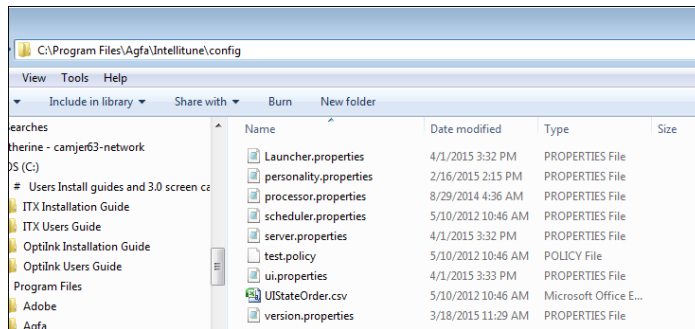 C:\Program Files\Agfa\Intellitune\config
View Tools Help
Include in library Share with Burn New folder
earches
therine - camjer63-network
OS (C:)
# Users Install guides and 3.0 screen ca
ITX Installation Guide
ITX Users Guide
OptiInk Installation Guide
OptiInk Users Guide
Program Files
Adobe
Agfa
Name Date modified Type Size
Launcher.properties 4/1/2015 3:32 PM PROPERTIES File
personality.properties 2/16/2015 2:15 PM PROPERTIES File
processor.properties 8/29/2014 4:36 AM PROPERTIES File
scheduler.properties 5/10/2012 10:46 AM PROPERTIES File
server.properties 4/1/2015 3:32 PM PROPERTIES File
test.policy 5/10/2012 10:46 AM POLICY File
ui.properties 4/1/2015 3:33 PM PROPERTIES File
UIStateOrder.csv 5/10/2012 10:46 AM Microsoft Office E...
version.properties 3/18/2015 11:29 AM PROPERTIES File